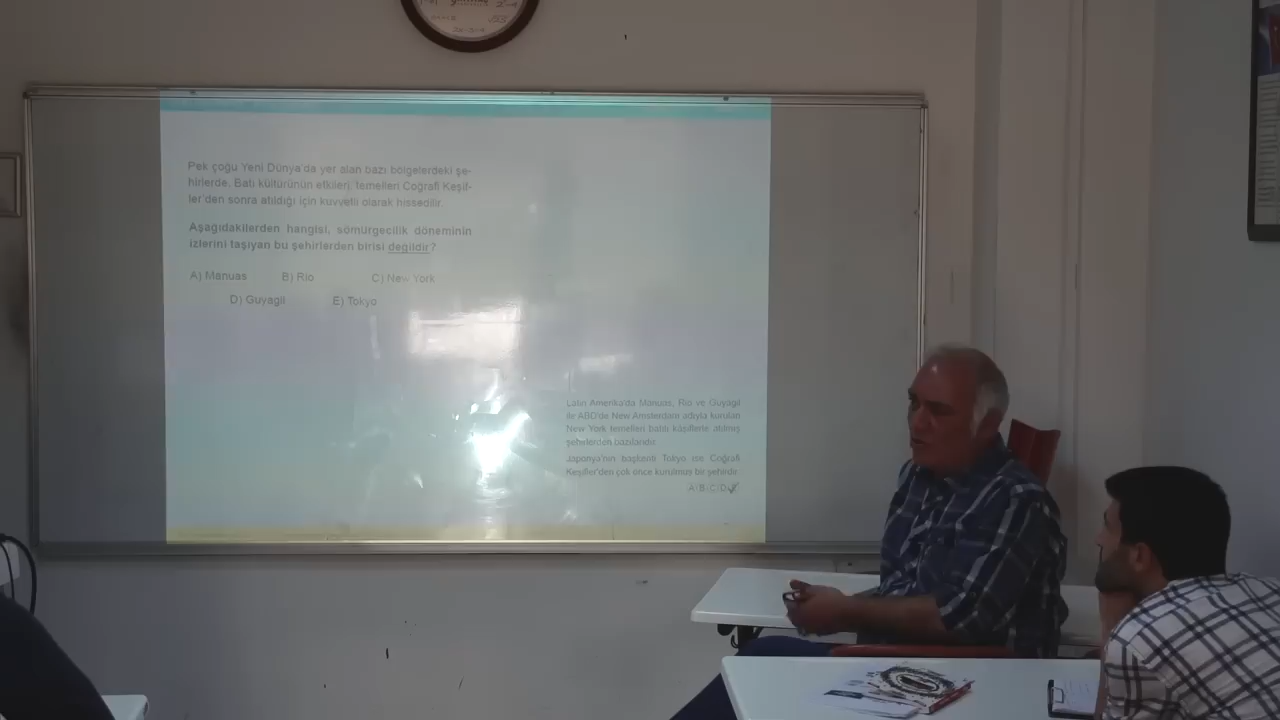 Pek çoğu Yeni Dünya'da yer alan bazı bölgelerdeki şe-
hirlerde, Batı kültürünün etkileri, temelleri Coğrafi Keşif-
ler'den sonra atıldığı için kuvvetli olarak hissedilir.
Aşağıdakilerden hangisi, sömürgecilik döneminin
izlerini taşıyan bu şehirlerden birisi değildir?
A) Manuas B) Rio C) New York
D) Guyagil E) Tokyo
Latin Amerika'da Manuas, Rio ve Guyagil
ile ABD'de New Amsterdam adıyla kurulan
New York temelleri batılı kâşiflerle atılmış
şehirlerden bazılarıdır.
Japonya'nın başkenti Tokyo ise Coğrafi
Keşifler'den çok önce kurulmuş bir şehirdir.
A B C D